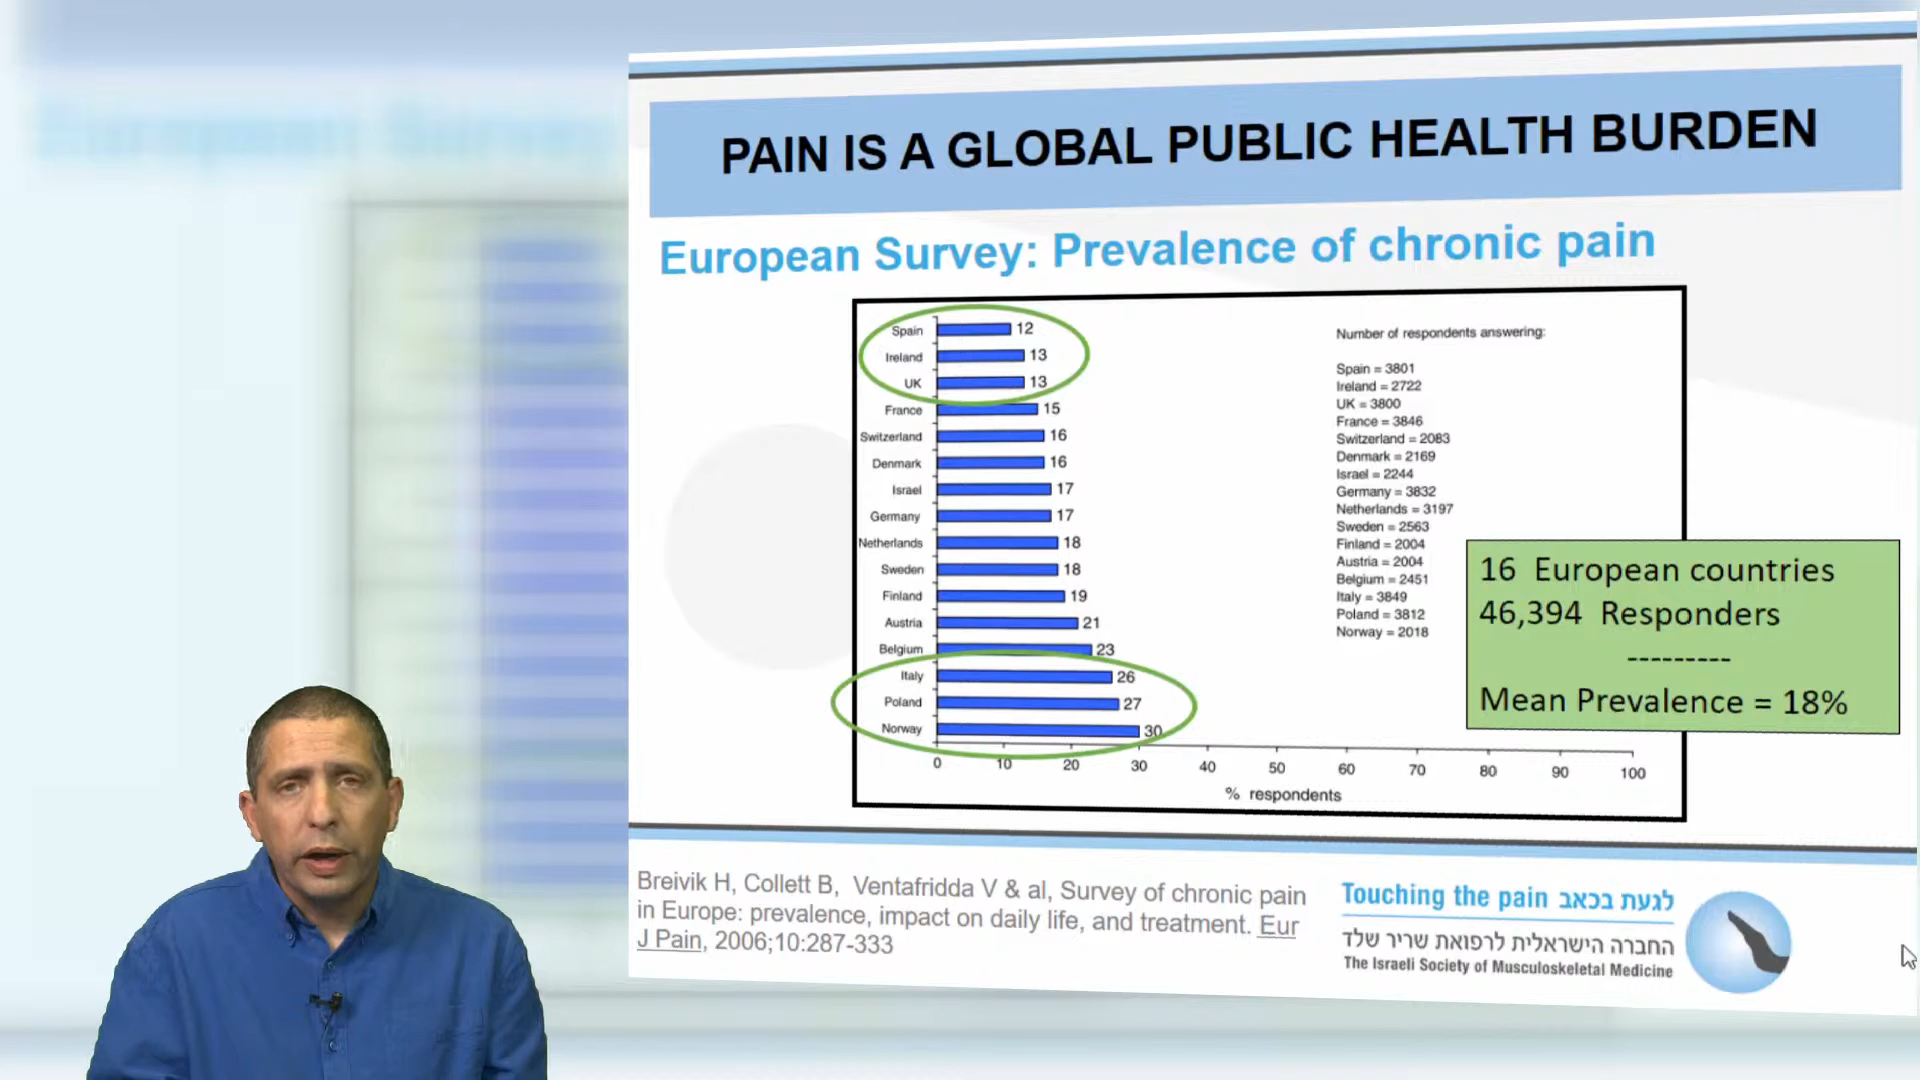 European Survey
PAIN IS A GLOBAL PUBLIC HEALTH BURDEN
European Survey: Prevalence of chronic pain
Spain 12
Ireland 13
UK 13
France 15
Switzerland 16
Denmark 16
Israel 17
Germany 17
Netherlands 18
Sweden 18
Finland 19
Austria 21
Belgium 23
Italy 26
Poland 27
Norway 30
0 10 20 30 40 50 60 70 80 90 100
% respondents
Number of respondents answering:
Spain = 3801
Ireland = 2722
UK = 3800
France = 3846
Switzerland = 2083
Denmark = 2169
Israel = 2244
Germany = 3832
Netherlands = 3197
Sweden = 2563
Finland = 2004
Austria = 2004
Belgium = 2451
Italy = 3849
Poland = 3812
Norway = 2018
16 European countries
46,394 Responders
---------
Mean Prevalence = 18%
Breivik H, Collett B, Ventafridda V & al, Survey of chronic pain
in Europe: prevalence, impact on daily life, and treatment. Eur
J Pain, 2006;10:287-333
Touching the pain לגעת בכאב
החברה הישראלית לרפואת שריר שלד
The Israeli Society of Musculoskeletal Medicine